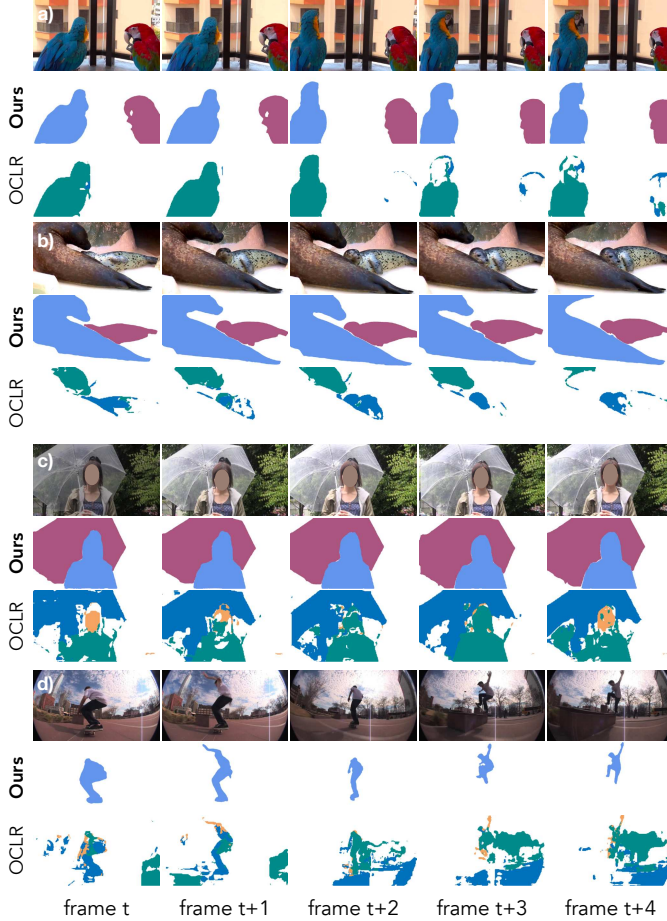 a)
Ours
OCLR
b)
Ours
OCLR
c)
Ours
OCLR
d)
Ours
OCLR
frame t frame t+1 frame t+2 frame t+3 frame t+4